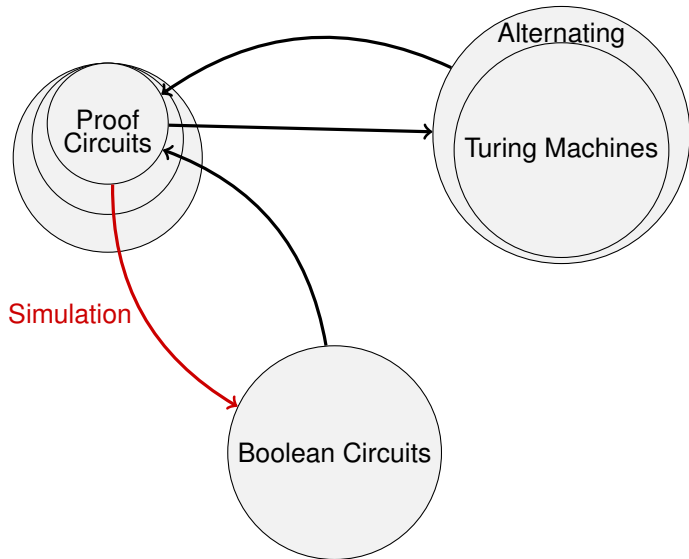 Alternating
Proof
Circuits
Turing Machines
Simulation
Boolean Circuits